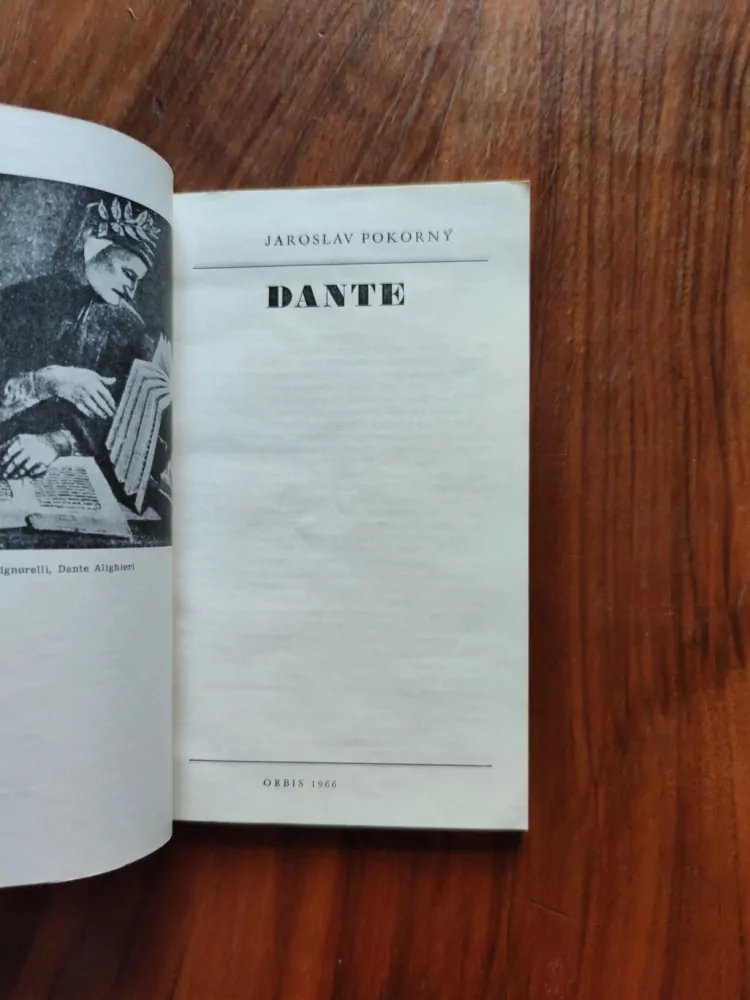 ignorelli, Dante Alighieri
JAROSLAV POKORNÝ
DANTE
ORBIS 1966